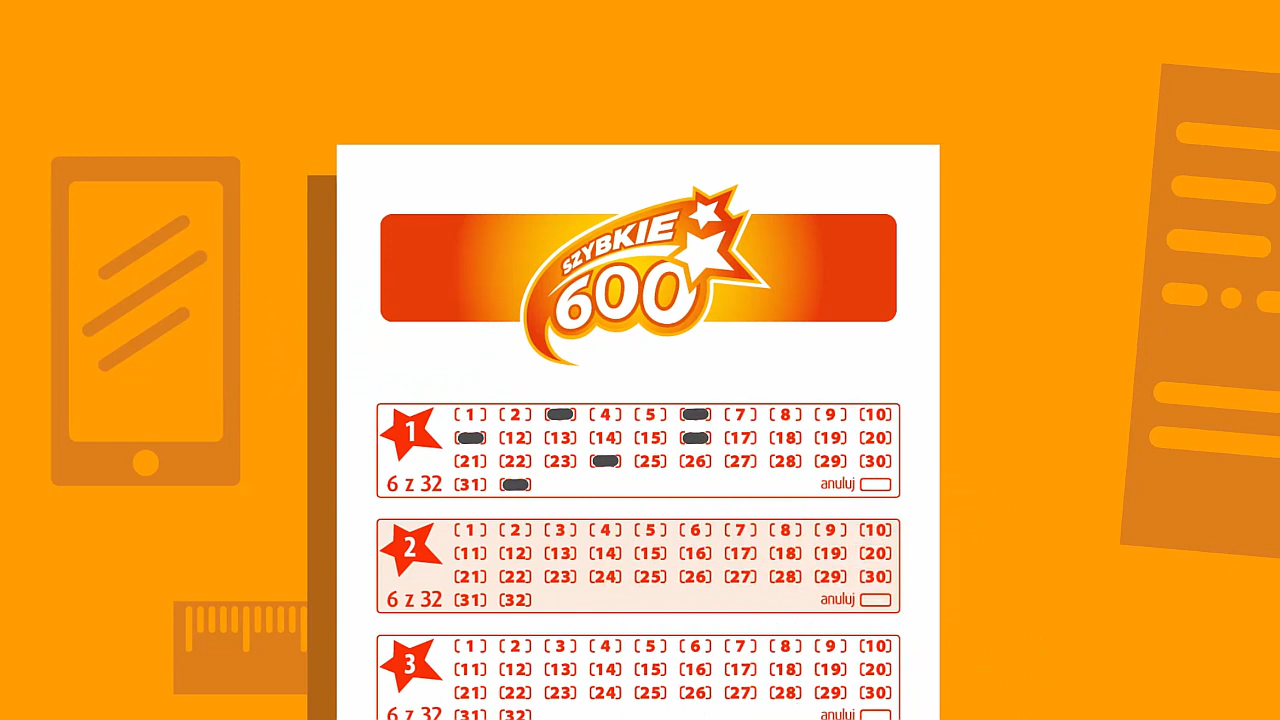 SZYBKIE
600
1
[ 1 ] [ 2 ] [ 4 ] [ 5 ] [ 7 ] [ 8 ] [ 9 ] [10]
[12] [13] [14] [15] [17] [18] [19] [20]
[21] [22] [23] [25] [26] [27] [28] [29] [30]
6 z 32 [31] anuluj
2
[ 1 ] [ 2 ] [ 3 ] [ 4 ] [ 5 ] [ 6 ] [ 7 ] [ 8 ] [ 9 ] [10]
[11] [12] [13] [14] [15] [16] [17] [18] [19] [20]
[21] [22] [23] [24] [25] [26] [27] [28] [29] [30]
6 z 32 [31] [32] anuluj
3
[ 1 ] [ 2 ] [ 3 ] [ 4 ] [ 5 ] [ 6 ] [ 7 ] [ 8 ] [ 9 ] [10]
[11] [12] [13] [14] [15] [16] [17] [18] [19] [20]
[21] [22] [23] [24] [25] [26] [27] [28] [29] [30]
6 z 32 [31] [32] anuluj